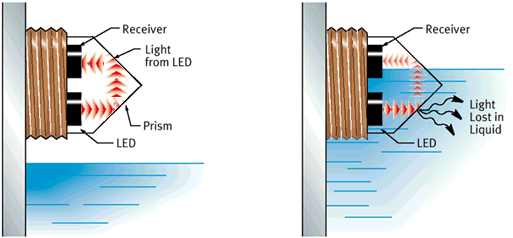 Receiver
Light
from LED
Prism
LED
Receiver
Light
Lost in
Liquid
LED